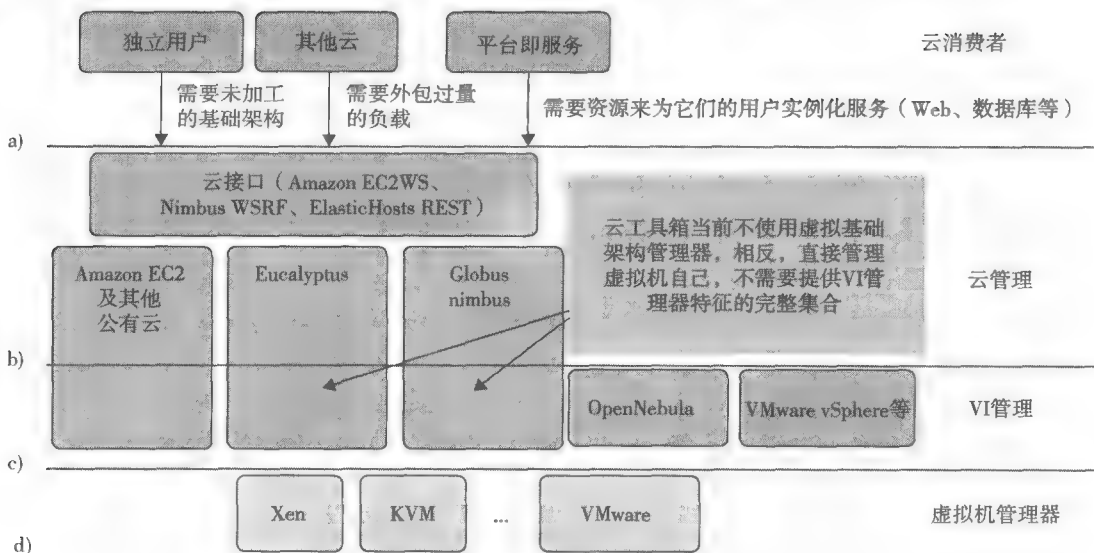 独立用户
其他云
平台即服务
云消费者
需要未加工
的基础架构
需要外包过量
的负载
需要资源来为它们的用户实例化服务（Web、数据库等）
a)
云接口（Amazon EC2WS、
Nimbus WSRF、ElasticHosts REST）
云工具箱当前不使用虚拟基础
架构管理器，相反，直接管理
虚拟机自己，不需要提供VI管
理器特征的完整集合
Amazon EC2
及其他
公有云
Eucalyptus
Globus
nimbus
云管理
b)
OpenNebula
VMware vSphere等
VI管理
c)
Xen
KVM
...
VMware
虚拟机管理器
d)